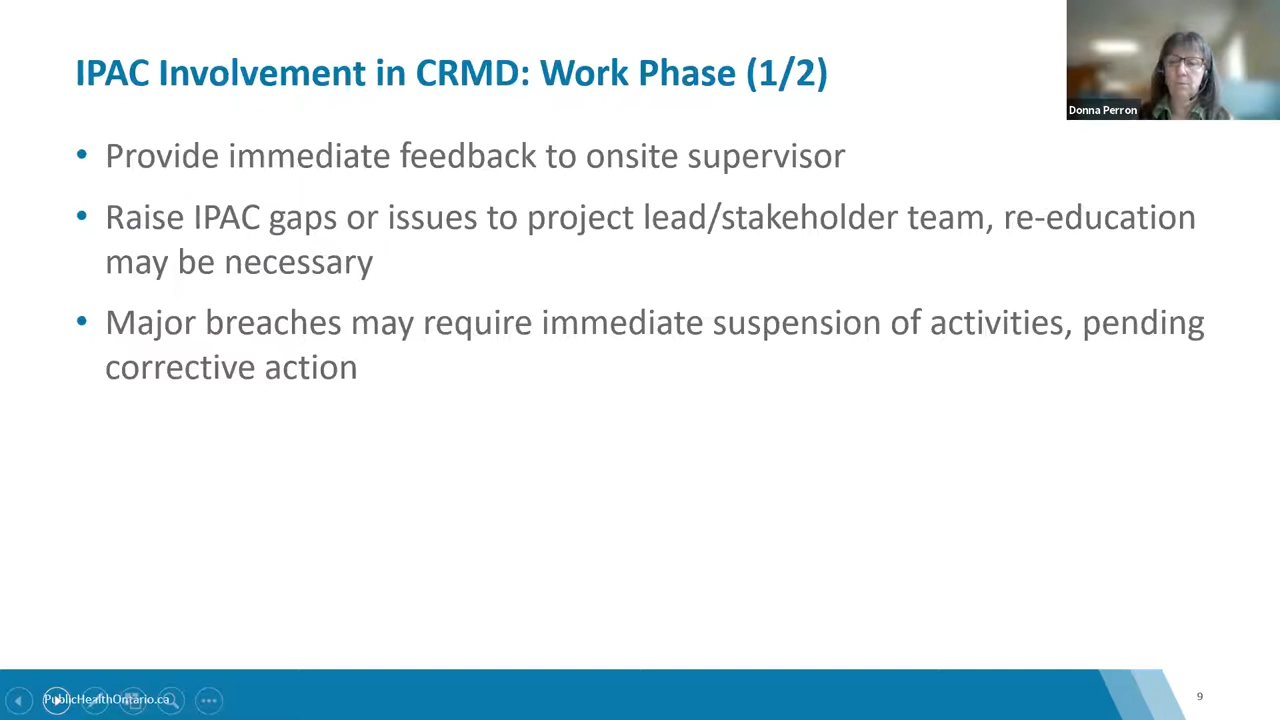 IPAC Involvement in CRMD: Work Phase (1/2)
Donna Perron
• Provide immediate feedback to onsite supervisor
• Raise IPAC gaps or issues to project lead/stakeholder team, re-education
may be necessary
• Major breaches may require immediate suspension of activities, pending
corrective action
PublicHealthOntario.ca
9